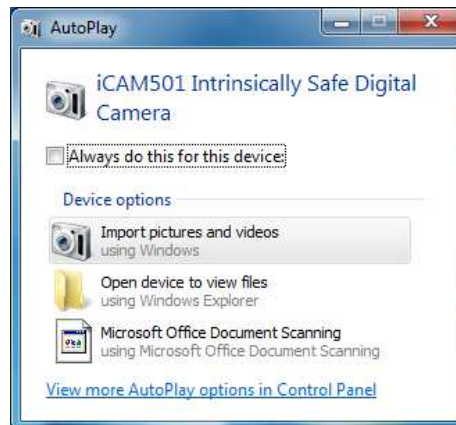 AutoPlay
iCAM501 Intrinsically Safe Digital
Camera
Always do this for this device:
Device options
Import pictures and videos
using Windows
Open device to view files
using Windows Explorer
Microsoft Office Document Scanning
using Microsoft Office Document Scanning
View more AutoPlay options in Control Panel